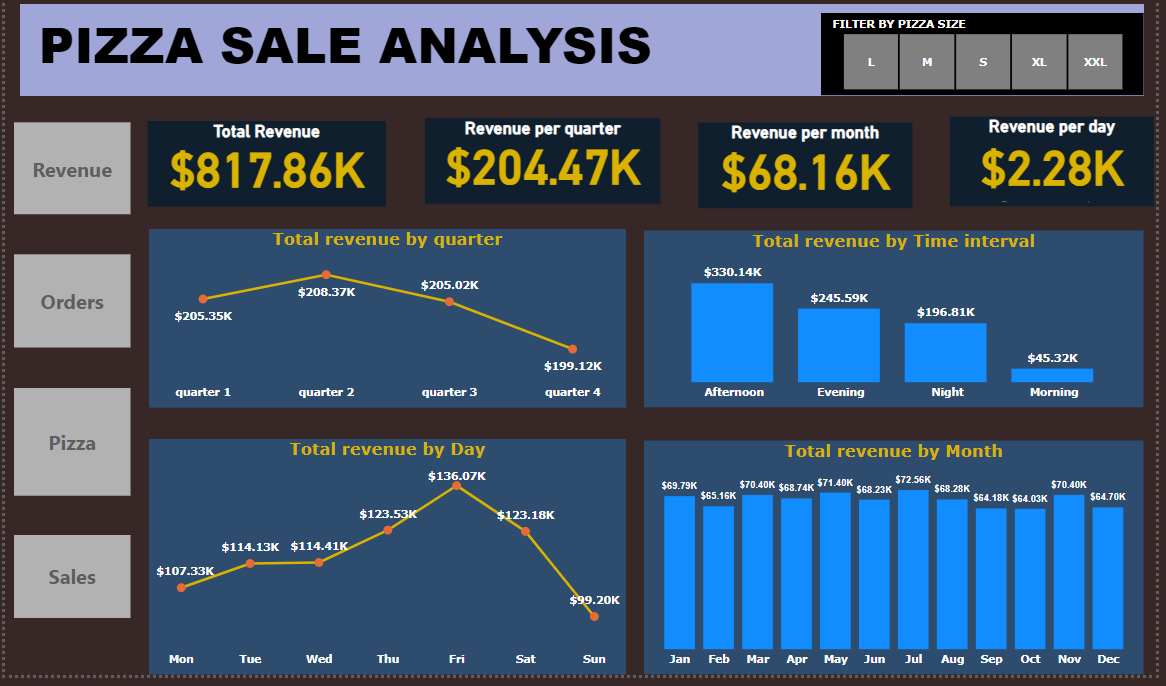 PIZZA SALE ANALYSIS
FILTER BY PIZZA SIZE
L M S XL XXL
Revenue
Orders
Pizza
Sales
Total Revenue
$817.86K
Revenue per quarter
$204.47K
Revenue per month
$68.16K
Revenue per day
$2.28K
Total revenue by quarter
$205.35K
$208.37K
$205.02K
$199.12K
quarter 1 quarter 2 quarter 3 quarter 4
Total revenue by Time interval
$330.14K
$245.59K
$196.81K
$45.32K
Afternoon Evening Night Morning
Total revenue by Day
$107.33K
$114.13K
$114.41K
$123.53K
$136.07K
$123.18K
$99.20K
Mon Tue Wed Thu Fri Sat Sun
Total revenue by Month
$69.79K $65.16K $70.40K $68.74K $71.40K $68.23K $72.56K $68.28K $64.18K $64.03K $70.40K $64.70K
Jan Feb Mar Apr May Jun Jul Aug Sep Oct Nov Dec